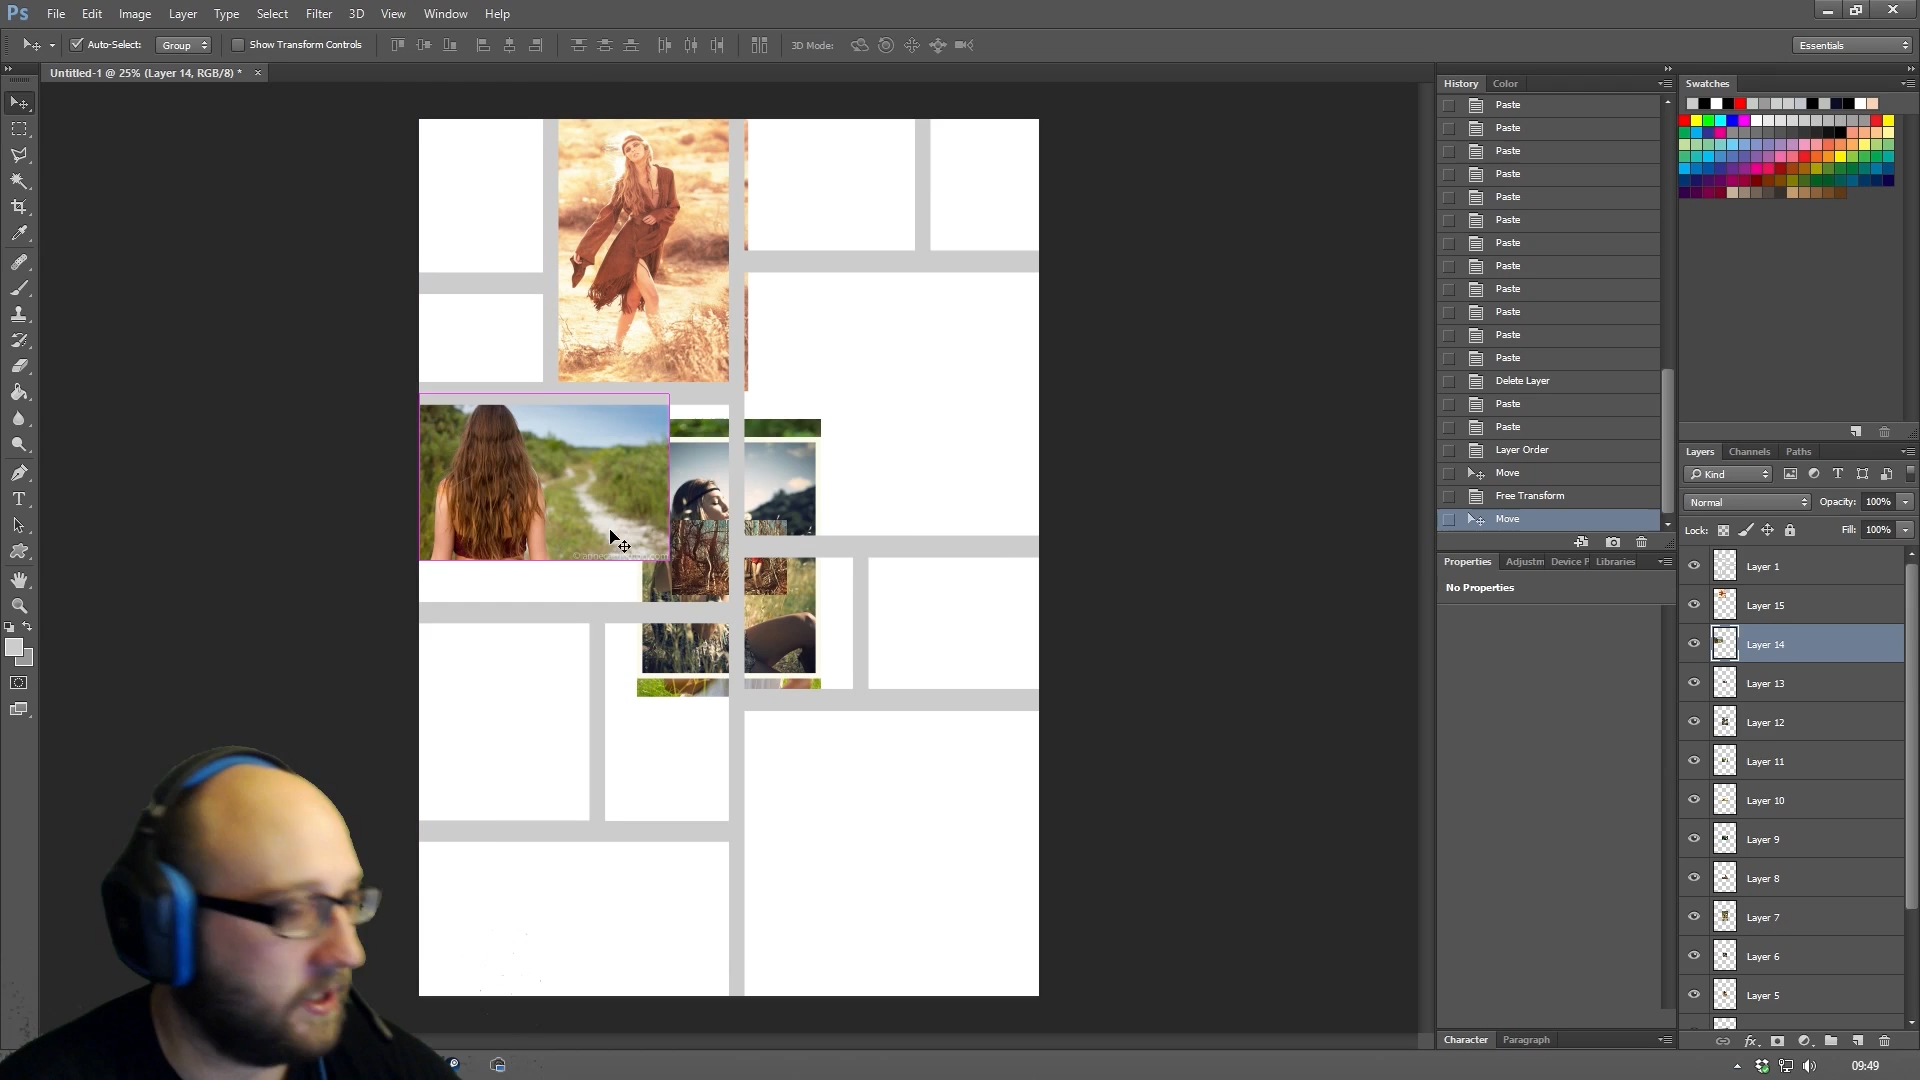 Ps File Edit Image Layer Type Select Filter 3D View Window Help
Auto-Select: Group Show Transform Controls 3D Mode: Essentials
Untitled-1 @ 25% (Layer 14, RGB/8) * ×
History Color
Paste
Paste
Paste
Paste
Paste
Paste
Paste
Paste
Paste
Paste
Paste
Paste
Delete Layer
Paste
Paste
Layer Order
Move
Free Transform
Move
Properties Adjustm Device P Libraries
No Properties
Character Paragraph
Swatches
Layers Channels Paths
Kind
Normal Opacity: 100%
Lock: Fill: 100%
Layer 1
Layer 15
Layer 14
Layer 13
Layer 12
Layer 11
Layer 10
Layer 9
Layer 8
Layer 7
Layer 6
Layer 5
09:49